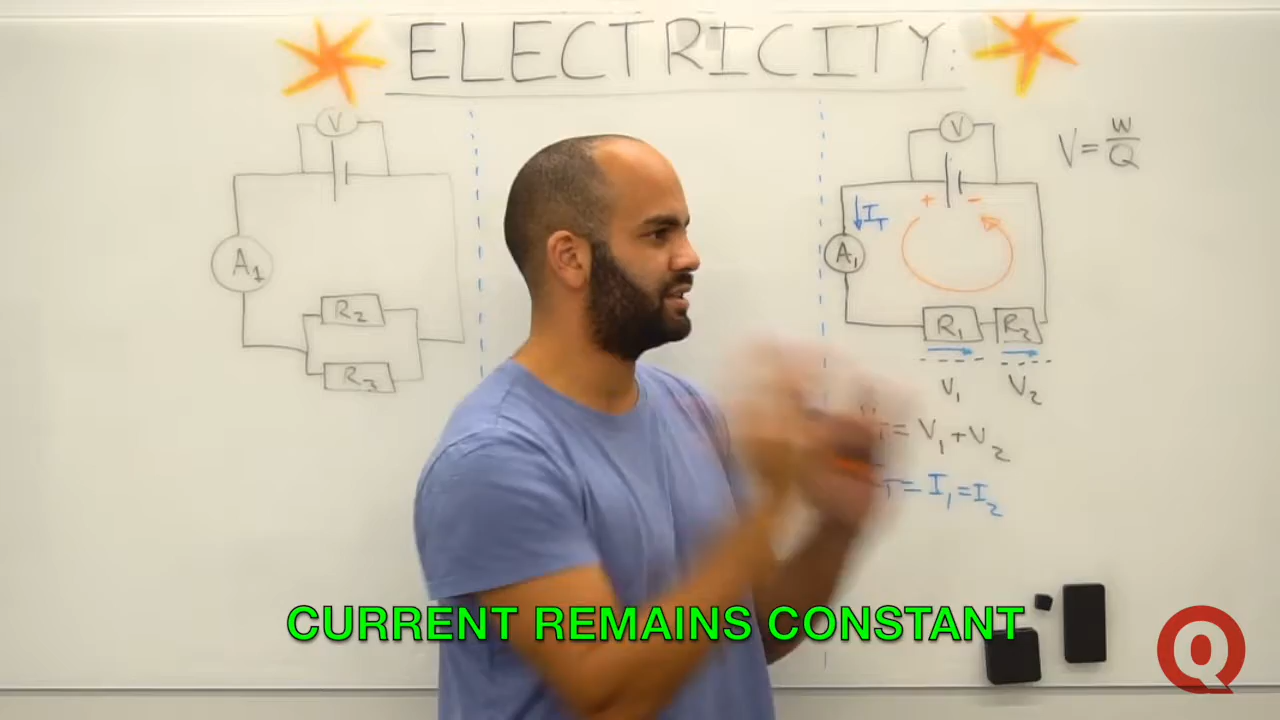 ELECTRICITY:
V
A1
R2
R3
V
V = W/Q
+ -
IT
A1
R1 R2
V1 V2
T = V1 + V2
T = I1 = I2
CURRENT REMAINS CONSTANT
Q